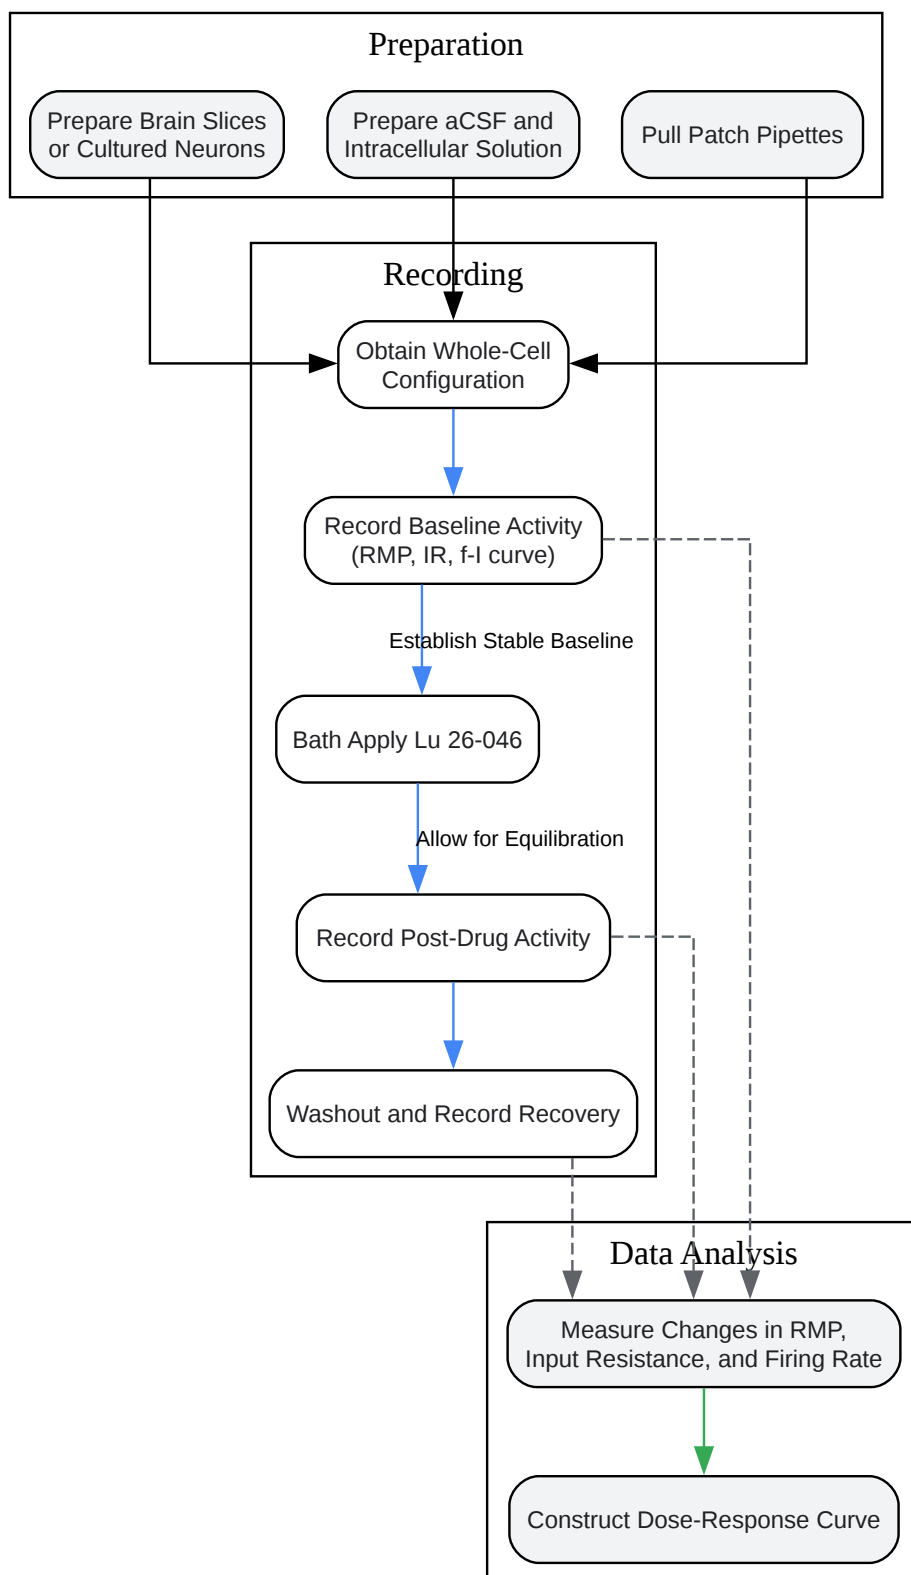 Preparation
Prepare Brain Slices
or Cultured Neurons
Prepare aCSF and
Intracellular Solution
Pull Patch Pipettes
Recording
Obtain Whole-Cell
Configuration
Record Baseline Activity
(RMP, IR, f-I curve)
Establish Stable Baseline
Bath Apply Lu 26-046
Allow for Equilibration
Record Post-Drug Activity
Washout and Record Recovery
Data Analysis
Measure Changes in RMP,
Input Resistance, and Firing Rate
Construct Dose-Response Curve